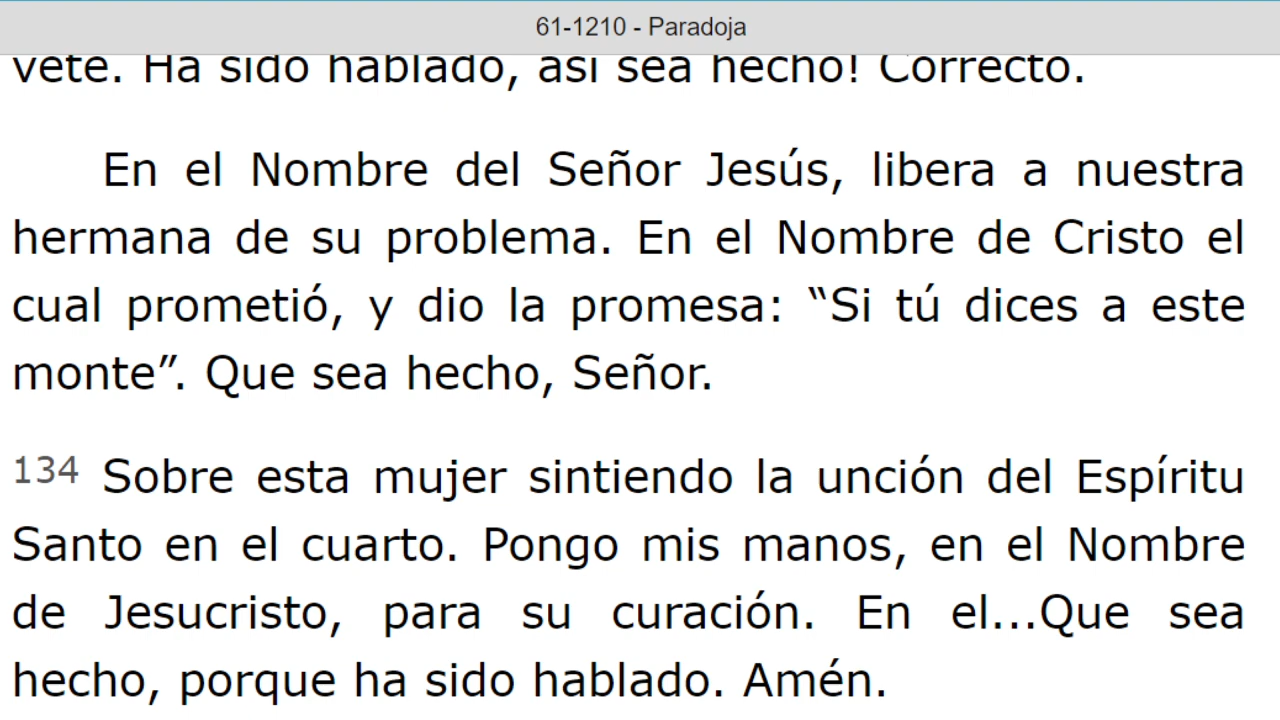 61-1210 - Paradoja
vete. Ha sido hablado, así sea hecho! Correcto.
En el Nombre del Señor Jesús, libera a nuestra
hermana de su problema. En el Nombre de Cristo el
cual prometió, y dio la promesa: “Si tú dices a este
monte”. Que sea hecho, Señor.
134 Sobre esta mujer sintiendo la unción del Espíritu
Santo en el cuarto. Pongo mis manos, en el Nombre
de Jesucristo, para su curación. En el...Que sea
hecho, porque ha sido hablado. Amén.